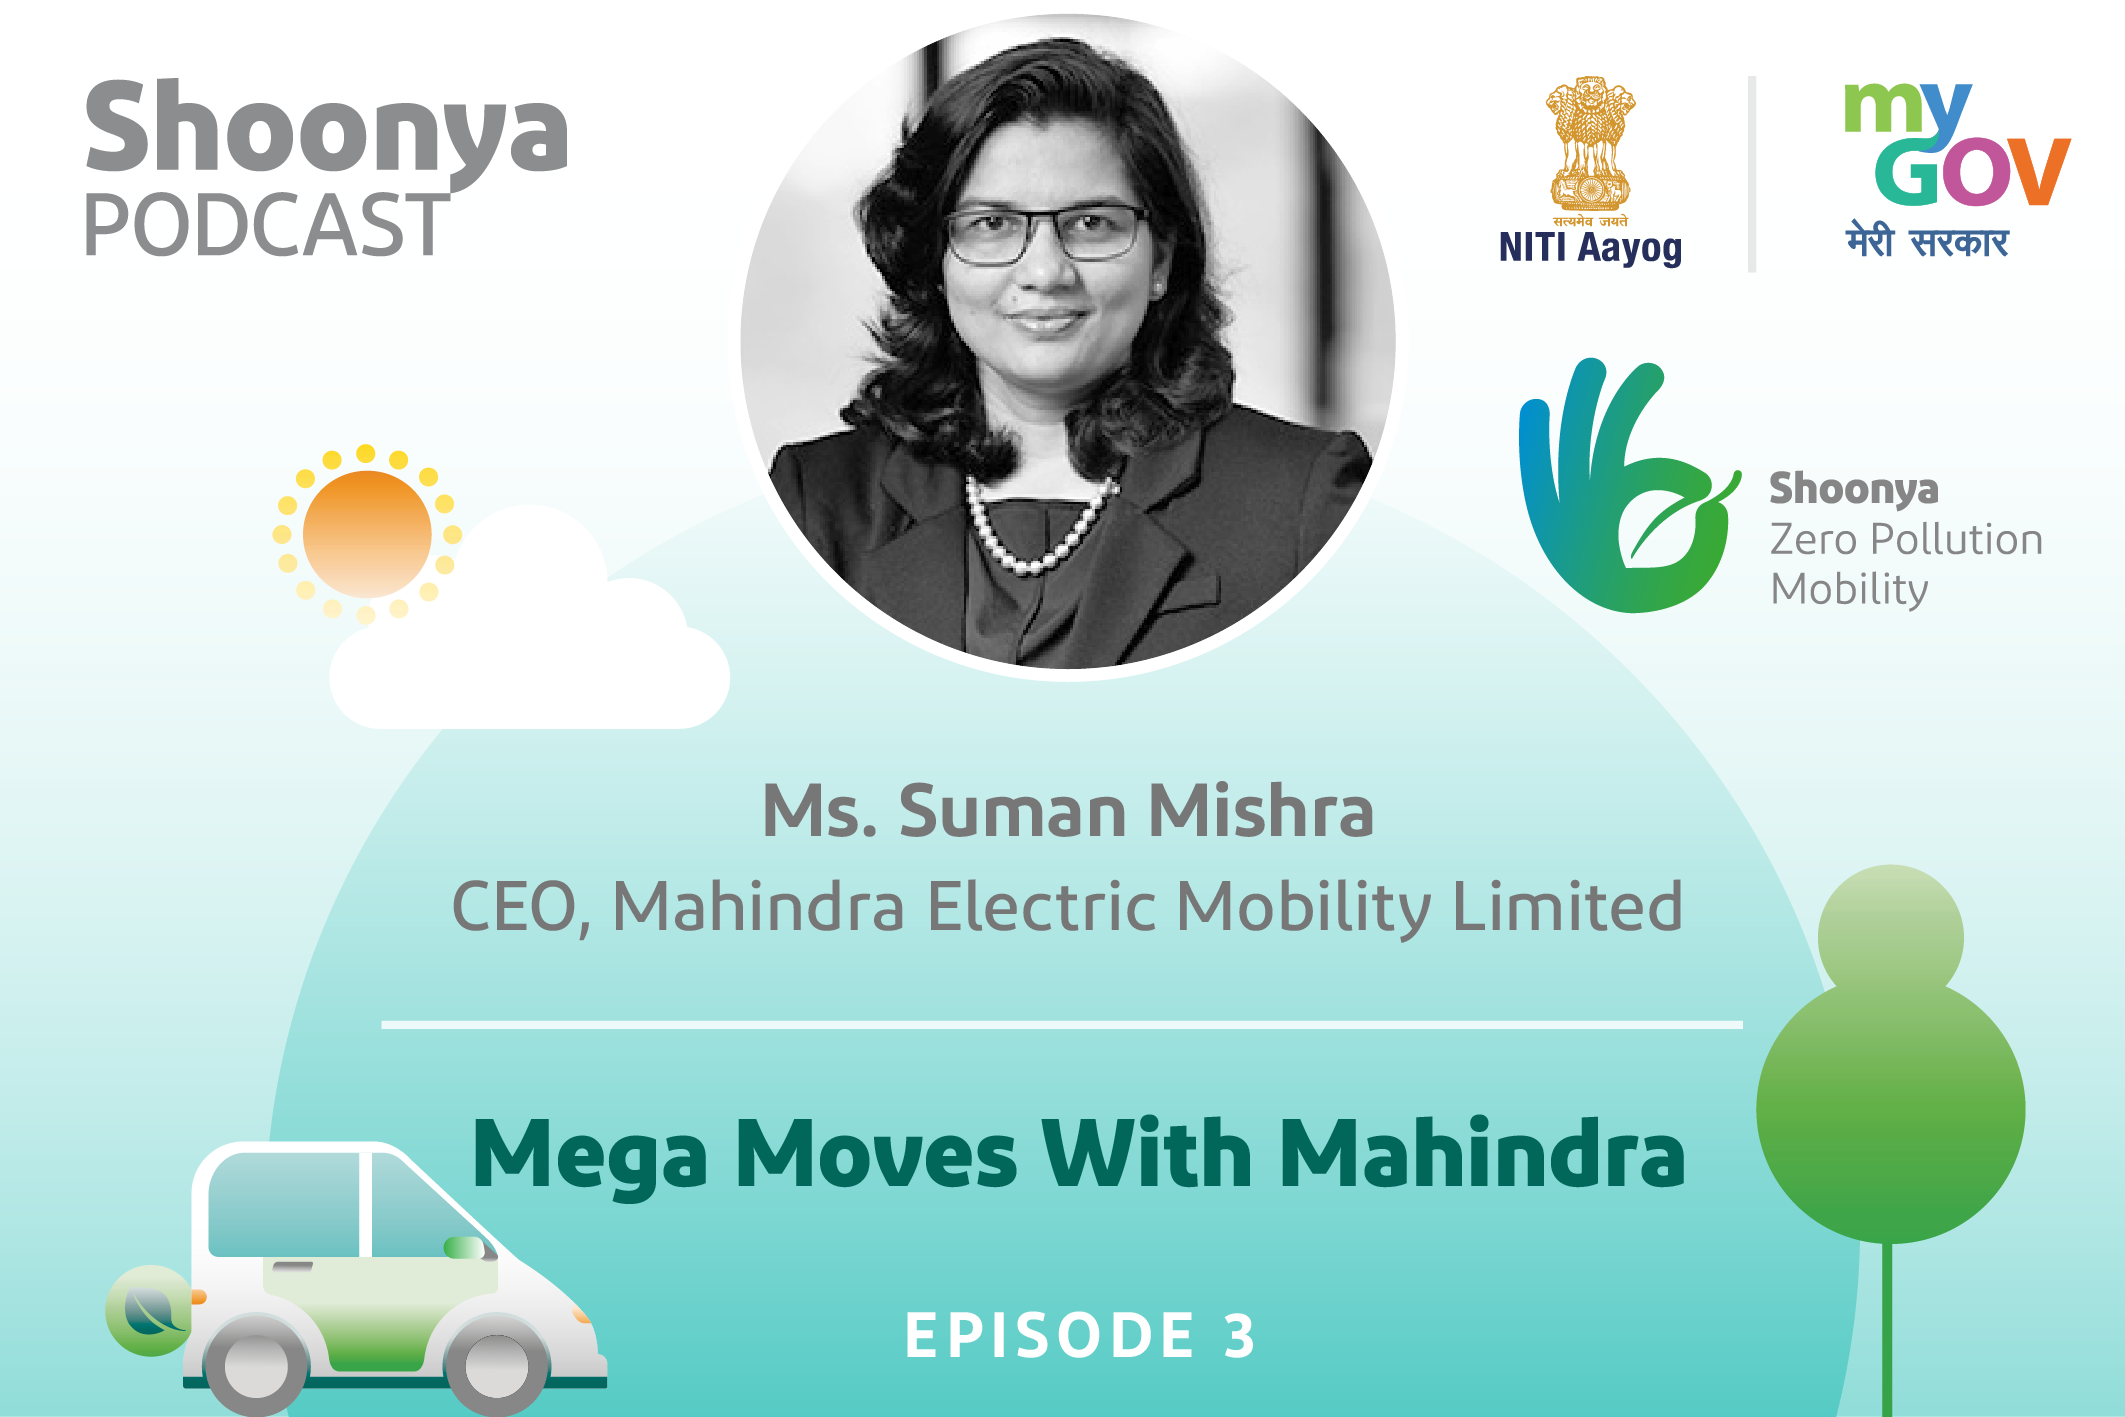 Shoonya
PODCAST
सत्यमेव जयते
NITI Aayog
my
GOV
मेरी सरकार
Shoonya
Zero Pollution
Mobility
Ms. Suman Mishra
CEO, Mahindra Electric Mobility Limited
Mega Moves With Mahindra
EPISODE 3